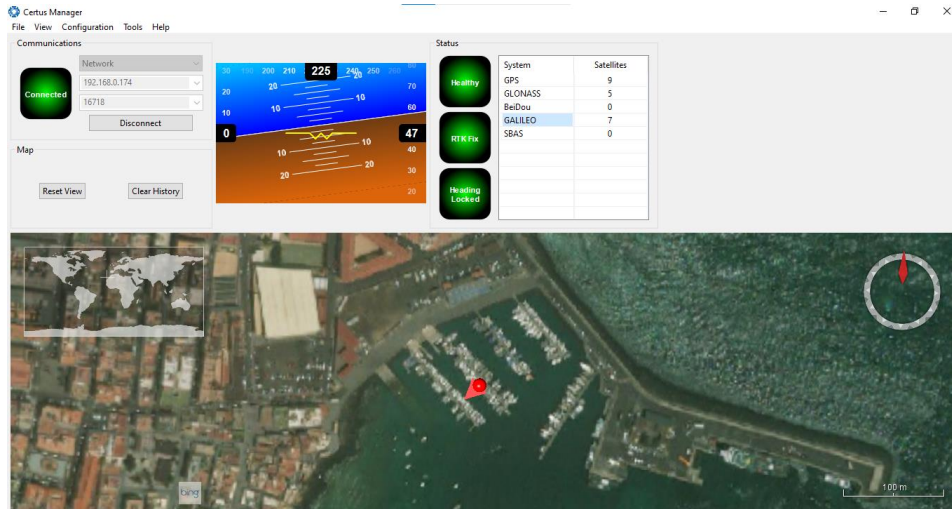 Certus Manager
File View Configuration Tools Help
Communications
Connected
Network
192.168.0.174
16718
Disconnect
Map
Reset View
Clear History
200 210 225 240 250
20 20 70
20
10 10 60
10
0 47
10 10 40
20 20 30
20
Status
Healthy
RTK Fix
Heading
Locked
System Satellites
GPS 9
GLONASS 5
BeiDou 0
GALILEO 7
SBAS 0
bing
100 m